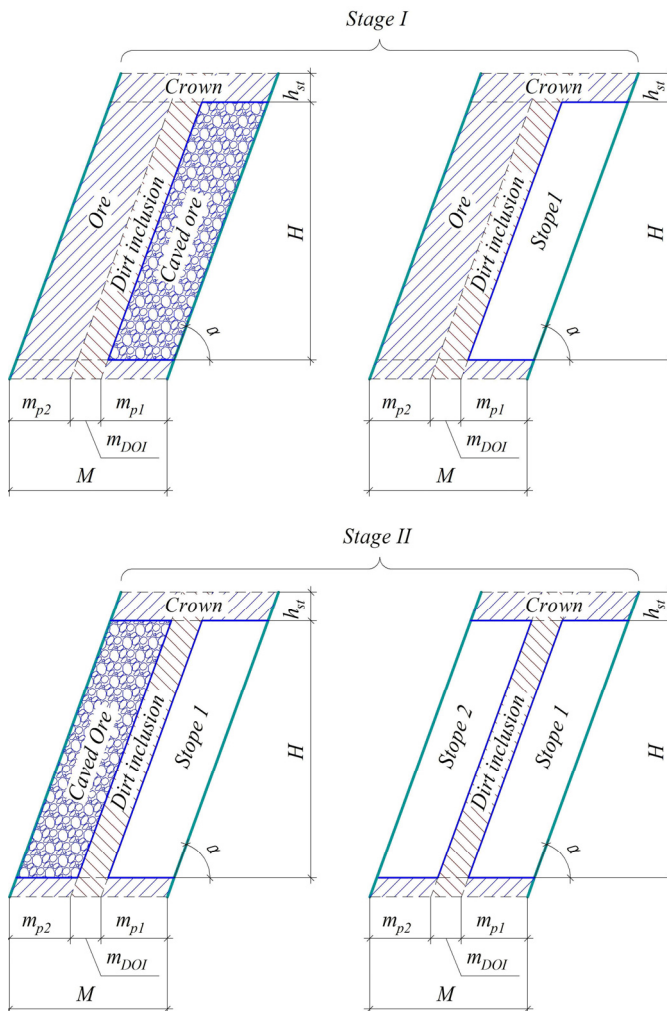 Stage I
Crown
h_st
Ore
Dirt inclusion
Caved ore
H
α
m_p2
m_p1
m_DOI
M
Crown
h_st
Ore
Dirt inclusion
Stope1
H
α
m_p2
m_p1
m_DOI
M
Stage II
Crown
h_st
Caved Ore
Dirt inclusion
Stope 1
H
α
m_p2
m_p1
m_DOI
M
Crown
h_st
Stope 2
Dirt inclusion
Stope 1
H
α
m_p2
m_p1
m_DOI
M